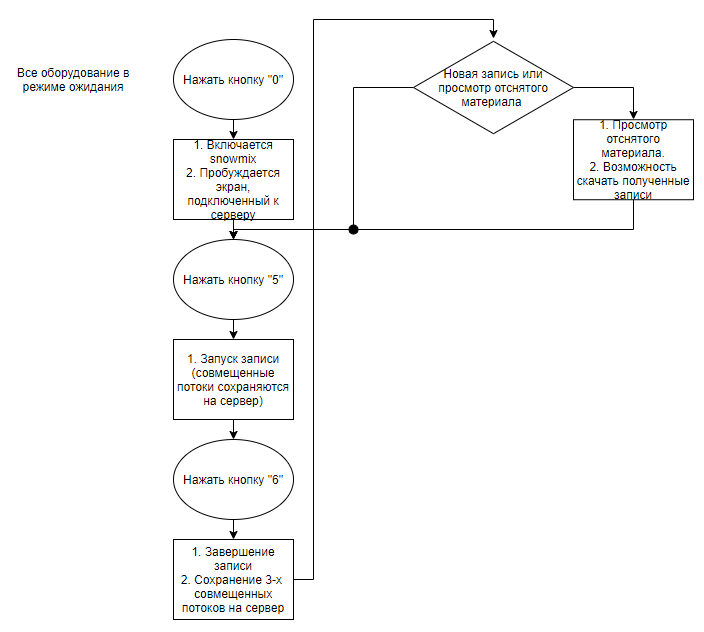 Все оборудование в
режиме ожидания
Нажать кнопку "0"
1. Включается
snowmix
2. Пробуждается
экран,
подключенный к
серверу
Нажать кнопку "5"
1. Запуск записи
(совмещенные
потоки сохраняются
на сервер)
Нажать кнопку "6"
1. Завершение
записи
2. Сохранение 3-х
совмещенных
потоков на сервер
Новая запись или
просмотр отснятого
материала
1. Просмотр
отснятого
материала.
2. Возможность
скачать полученные
записи